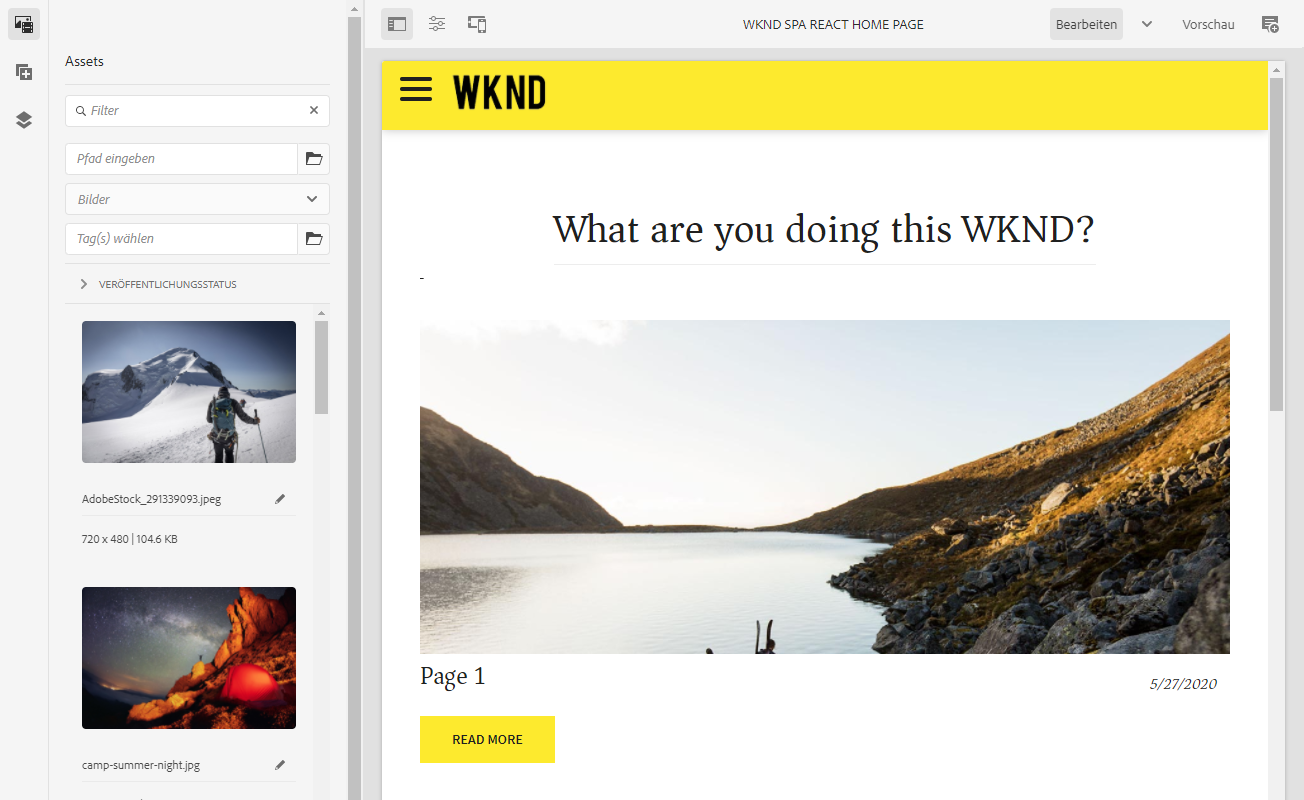 WKND SPA REACT HOME PAGE
Bearbeiten
Vorschau
Assets
Filter
Pfad eingeben
Bilder
Tag(s) wählen
VERÖFFENTLICHUNGSSTATUS
AdobeStock_291339093.jpeg
720 x 480 | 104.6 KB
camp-summer-night.jpg
WKND
What are you doing this WKND?
-
Page 1
5/27/2020
READ MORE